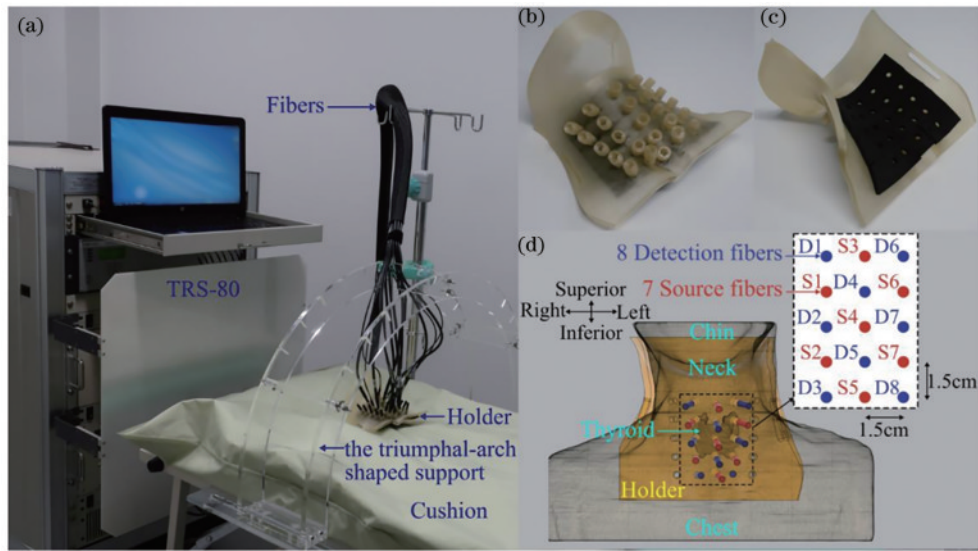 (a)
Fibers
TRS-80
Holder
the triumphal-arch
shaped support
Cushion
(b)
(c)
(d)
8 Detection fibers
7 Source fibers
D1 S3 D6
S1 D4 S6
D2 S4 D7
S2 D5 S7
D3 S5 D8
1.5cm
1.5cm
Superior
Right Left
Inferior
Chin
Neck
Thyroid
Holder
Chest